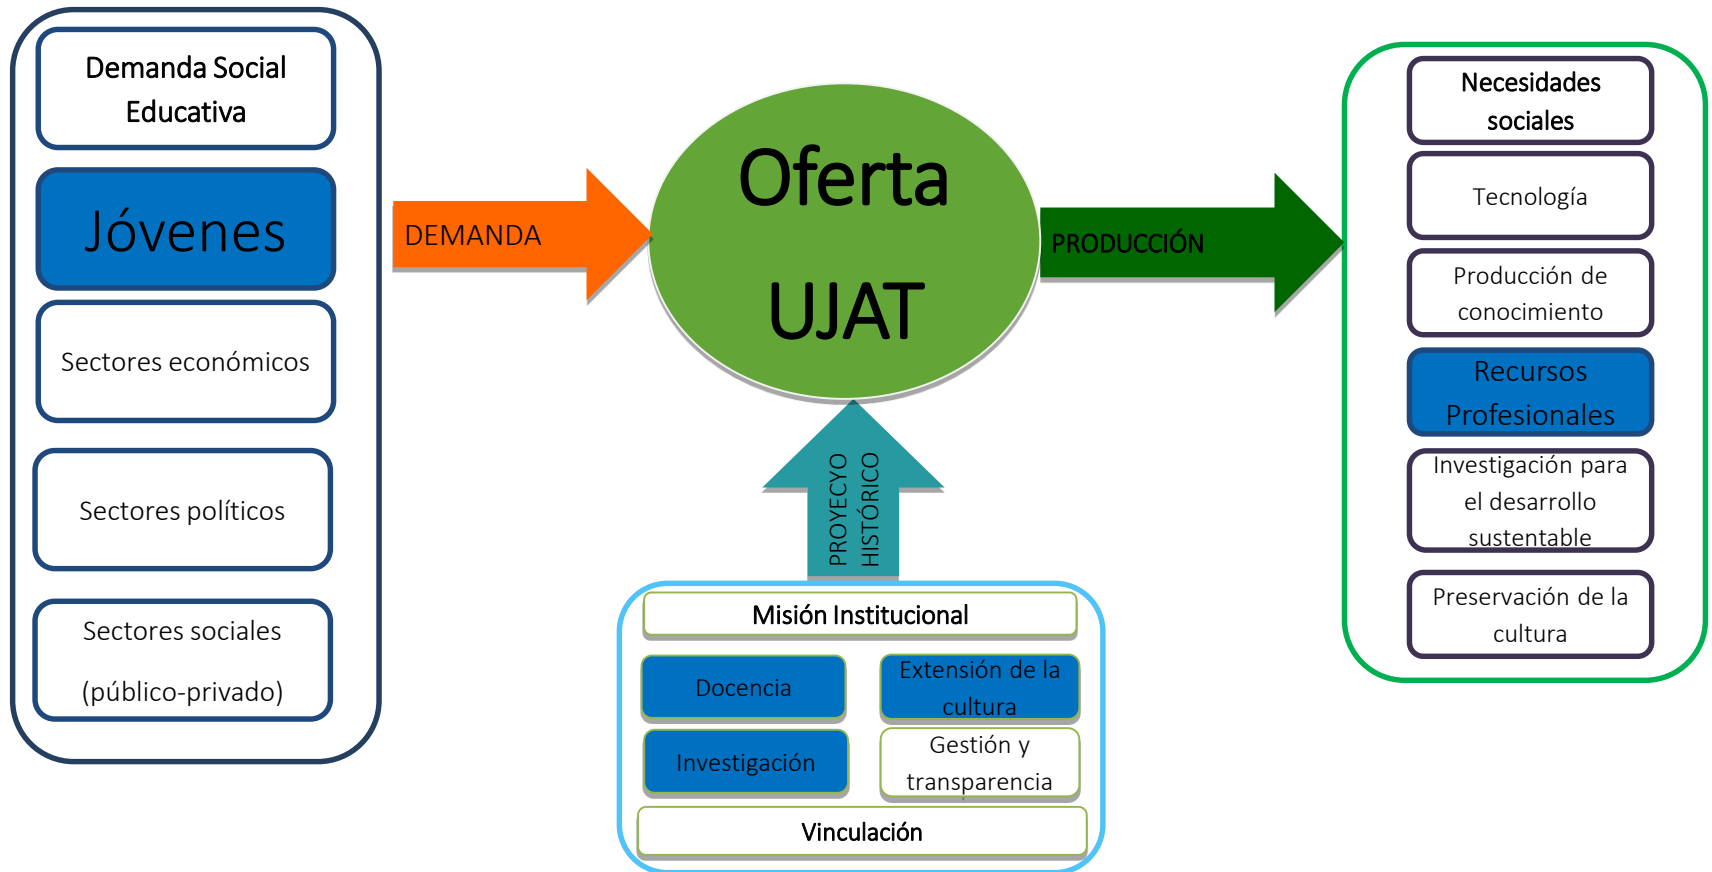 Demanda Social
Educativa
Jóvenes
Sectores económicos
Sectores políticos
Sectores sociales
(público-privado)
DEMANDA
Oferta
UJAT
PRODUCCIÓN
PROYECYO
HISTÓRICO
Misión Institucional
Docencia
Extensión de la
cultura
Investigación
Gestión y
transparencia
Vinculación
Necesidades
sociales
Tecnología
Producción de
conocimiento
Recursos
Profesionales
Investigación para
el desarrollo
sustentable
Preservación de la
cultura